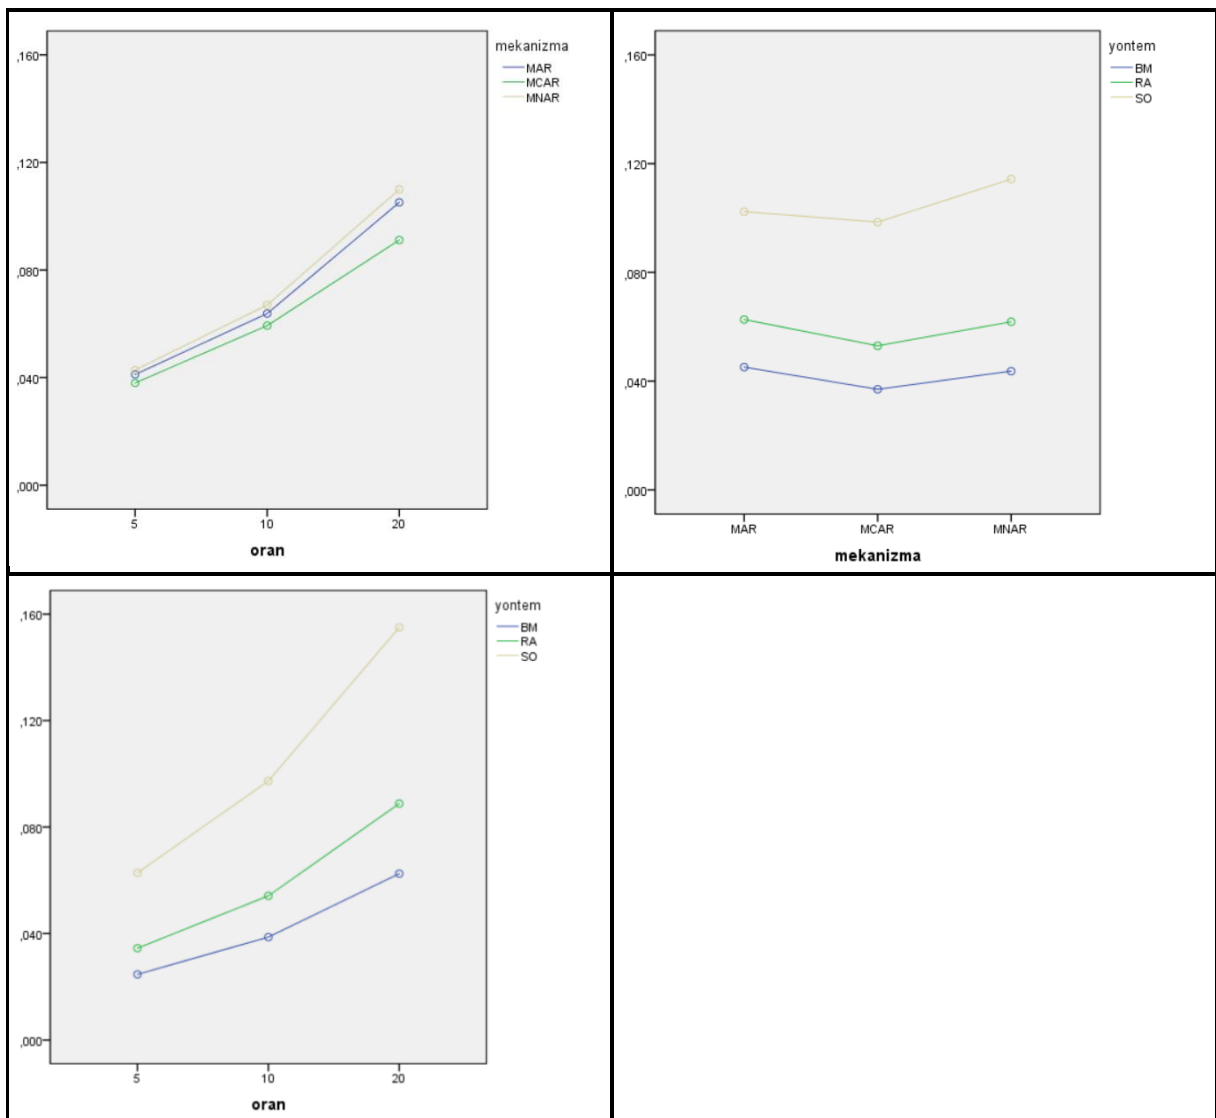 mekanizma
MAR
MCAR
MNAR
,160
,120
,080
,040
,000
5 10 20
oran
yontem
BM
RA
SO
,160
,120
,080
,040
,000
MAR MCAR MNAR
mekanizma
yontem
BM
RA
SO
,160
,120
,080
,040
,000
5 10 20
oran